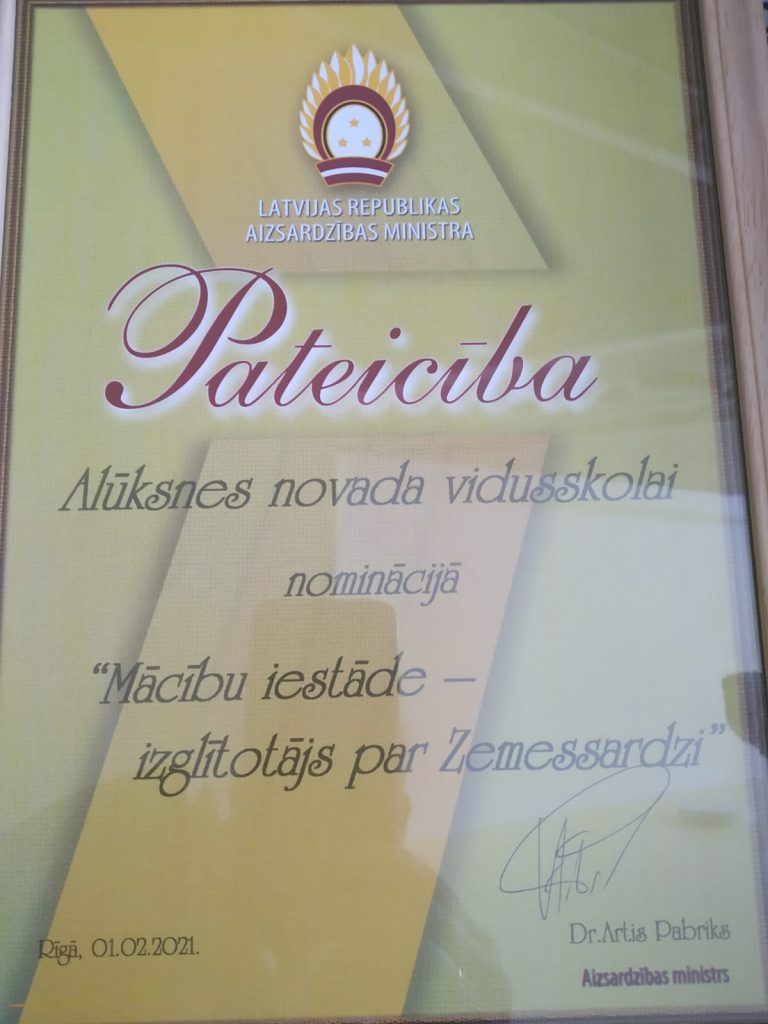 LATVIJAS REPUBLIKAS
AIZSARDZĪBAS MINISTRA
Pateicība
Alūksnes novada vidusskolai
nominācijā
“Mācību iestāde –
izglītotājs par Zemessardzi”
Dr.Artis Pabriks
Rīgā, 01.02.2021.
Aizsardzības ministrs